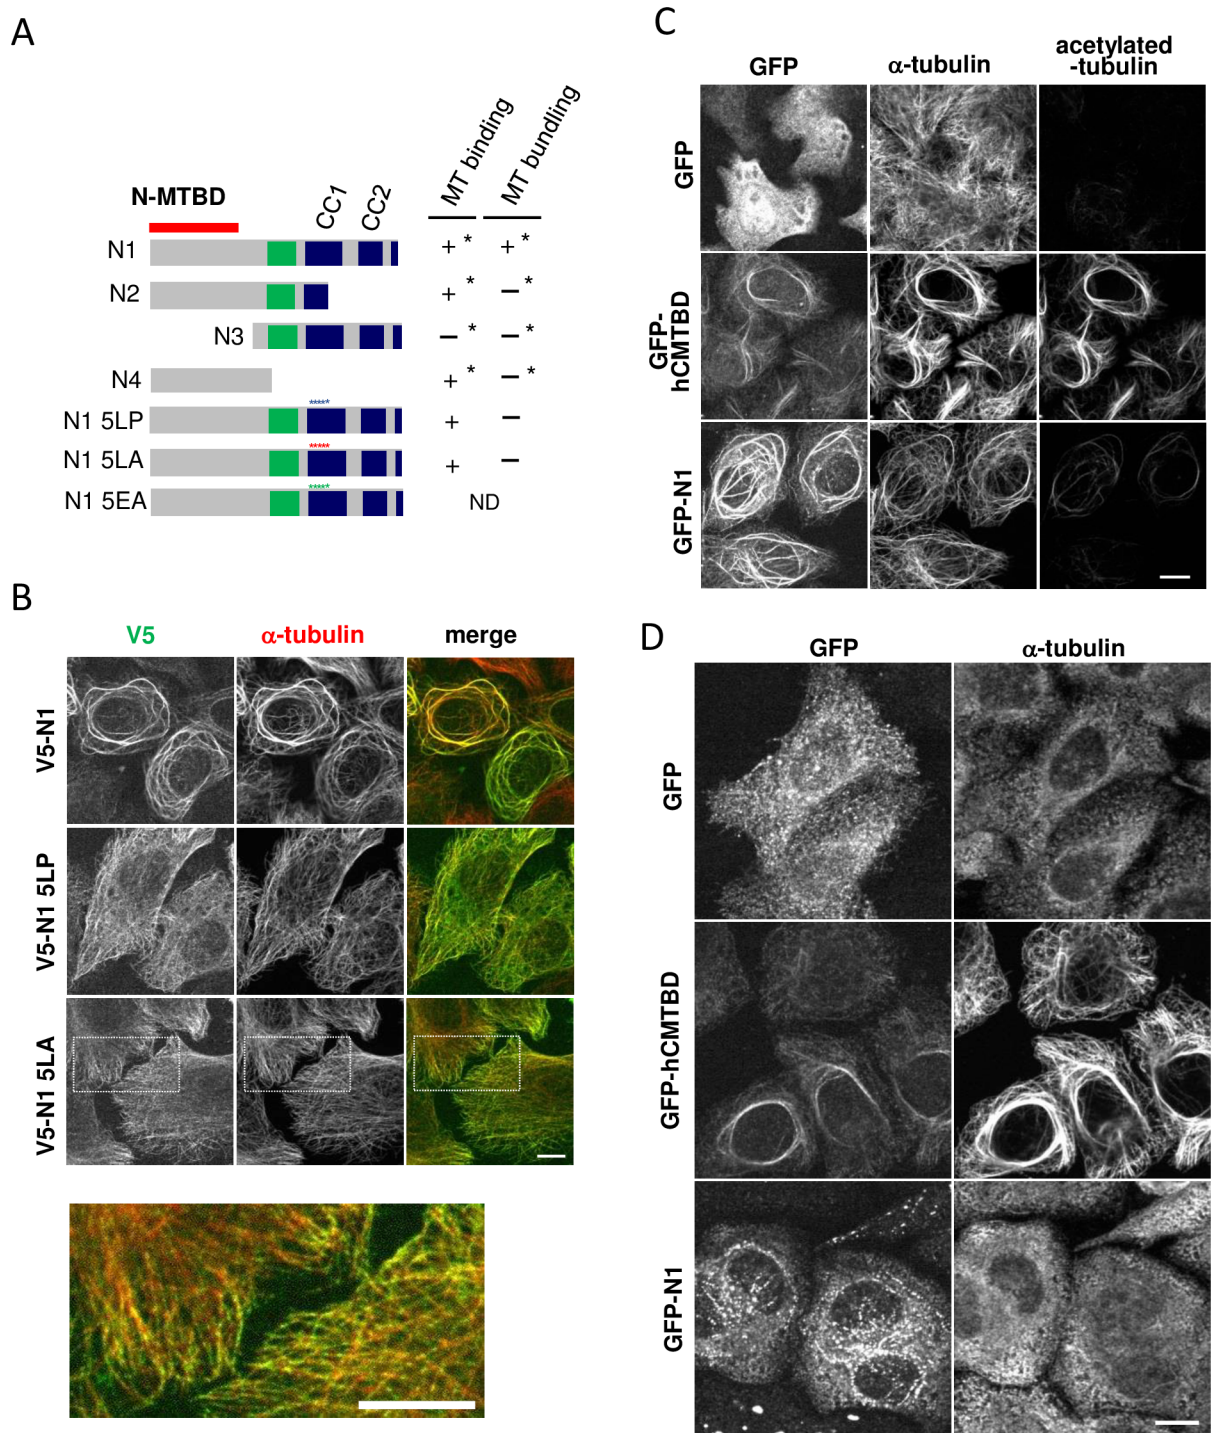 A
MT binding
MT bundling
N-MTBD
CC1
CC2
N1
+ *
+ *
N2
+ *
− *
N3
− *
− *
N4
+ *
− *
*****
N1 5LP
+
−
*****
N1 5LA
+
−
*****
N1 5EA
ND
B
V5
α-tubulin
merge
V5-N1
V5-N1 5LP
V5-N1 5LA
C
GFP
α-tubulin
acetylated
-tubulin
GFP
GFP-
hCMTBD
GFP-N1
D
GFP
α-tubulin
GFP
GFP-hCMTBD
GFP-N1